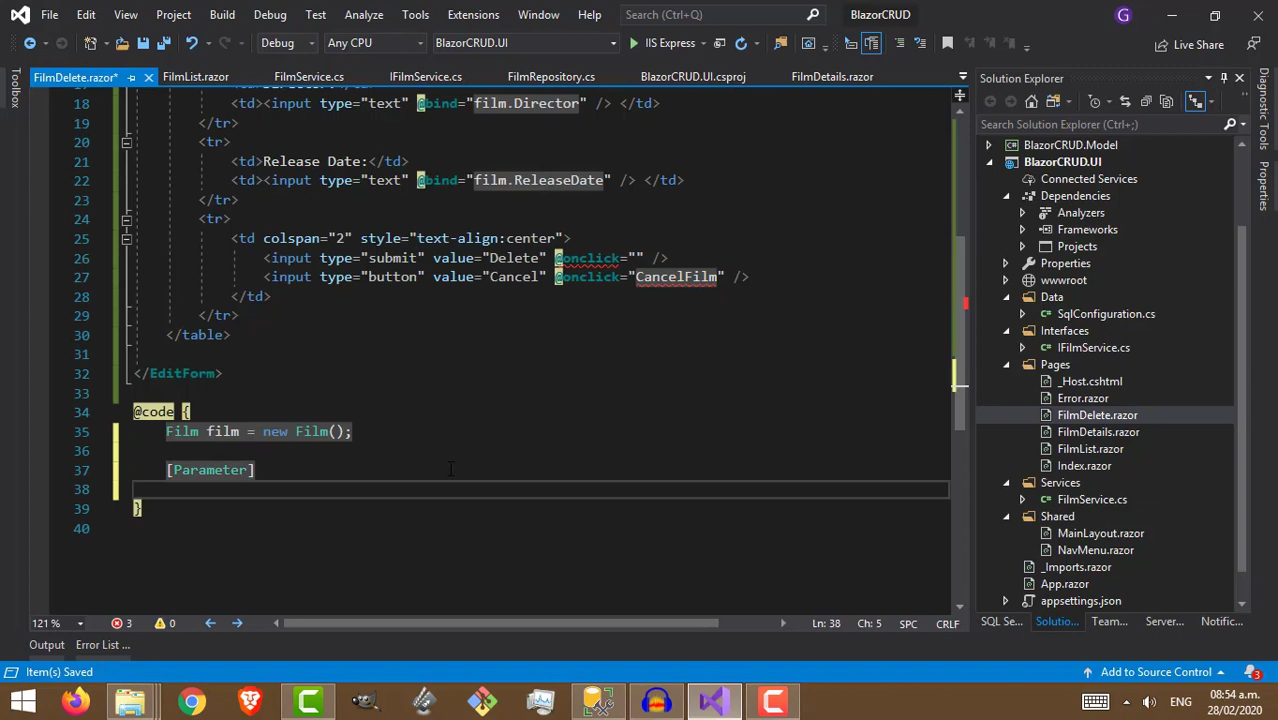 File Edit View Project Build Debug Test Analyze Tools Extensions Window Help Search (Ctrl+Q) BlazorCRUD G
Debug Any CPU BlazorCRUD.UI IIS Express Live Share
FilmDelete.razor* FilmList.razor FilmService.cs IFilmService.cs FilmRepository.cs BlazorCRUD.UI.csproj FilmDetails.razor
Toolbox
18 <td><input type="text" @bind="film.Director" /> </td>
19 </tr>
20 <tr>
21 <td>Release Date:</td>
22 <td><input type="text" @bind="film.ReleaseDate" /> </td>
23 </tr>
24 <tr>
25 <td colspan="2" style="text-align:center">
26 <input type="submit" value="Delete" @onclick="" />
27 <input type="button" value="Cancel" @onclick="CancelFilm" />
28 </td>
29 </tr>
30 </table>
31
32 </EditForm>
33
34 @code {
35 Film film = new Film();
36
37 [Parameter]
38
39 }
40
121 % 3 0 Ln: 38 Ch: 5 SPC CRLF
Output Error List ...
Solution Explorer
Search Solution Explorer (Ctrl+;)
BlazorCRUD.Model
BlazorCRUD.UI
Connected Services
Dependencies
Analyzers
Frameworks
Projects
Properties
wwwroot
Data
SqlConfiguration.cs
Interfaces
IFilmService.cs
Pages
_Host.cshtml
Error.razor
FilmDelete.razor
FilmDetails.razor
FilmList.razor
Index.razor
Services
FilmService.cs
Shared
MainLayout.razor
NavMenu.razor
_Imports.razor
App.razor
appsettings.json
SQL Se... Solutio... Team... Server... Notific...
Diagnostic Tools
Properties
Item(s) Saved Add to Source Control 3
ENG 08:54 a.m.
28/02/2020